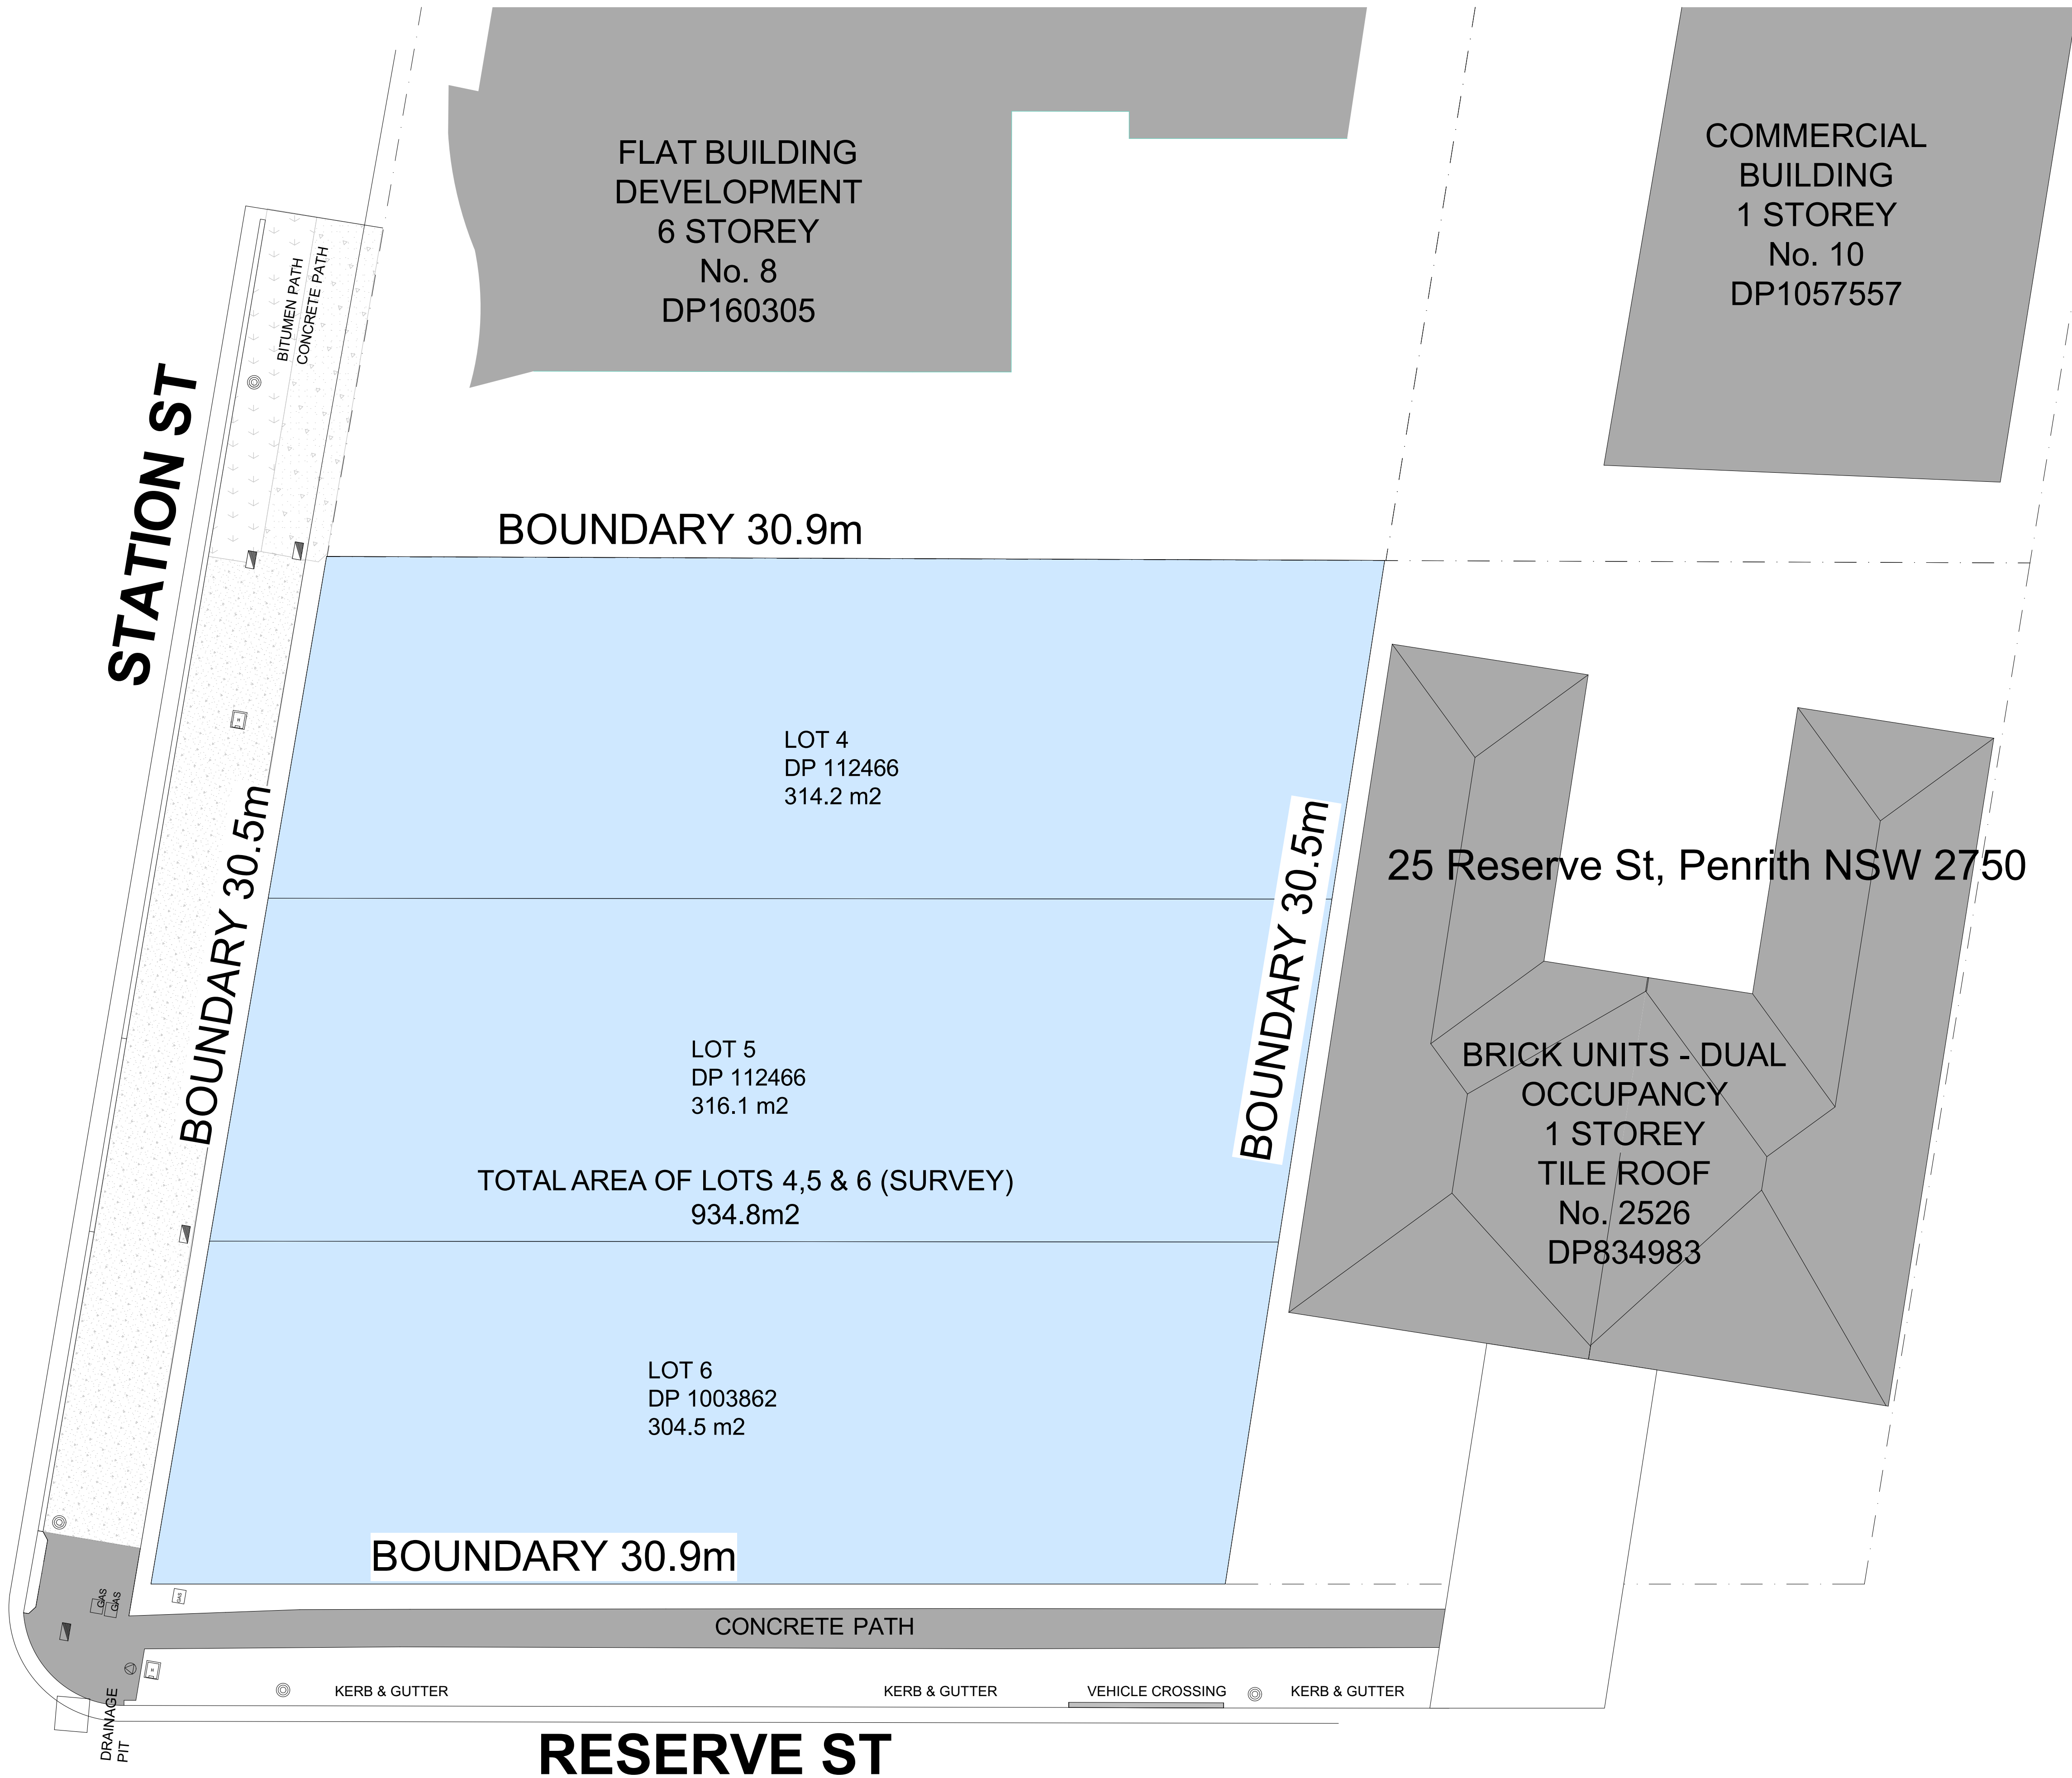 FLAT BUILDING
DEVELOPMENT
6 STOREY
No. 8
DP160305
COMMERCIAL
BUILDING
1 STOREY
No. 10
DP1057557
BITUMEN PATH
CONCRETE PATH
STATION ST
BOUNDARY 30.9m
LOT 4
DP 112466
314.2 m2
BOUNDARY 30.5m
BOUNDARY 30.5m
25 Reserve St, Penrith NSW 2750
LOT 5
DP 112466
316.1 m2
BRICK UNITS - DUAL
OCCUPANCY
1 STOREY
TILE ROOF
No. 2526
DP834983
TOTAL AREA OF LOTS 4,5 & 6 (SURVEY)
934.8m2
LOT 6
DP 1003862
304.5 m2
BOUNDARY 30.9m
GAS
GAS
GAS
CONCRETE PATH
KERB & GUTTER
KERB & GUTTER
VEHICLE CROSSING
KERB & GUTTER
DRAINAGE
PIT
RESERVE ST